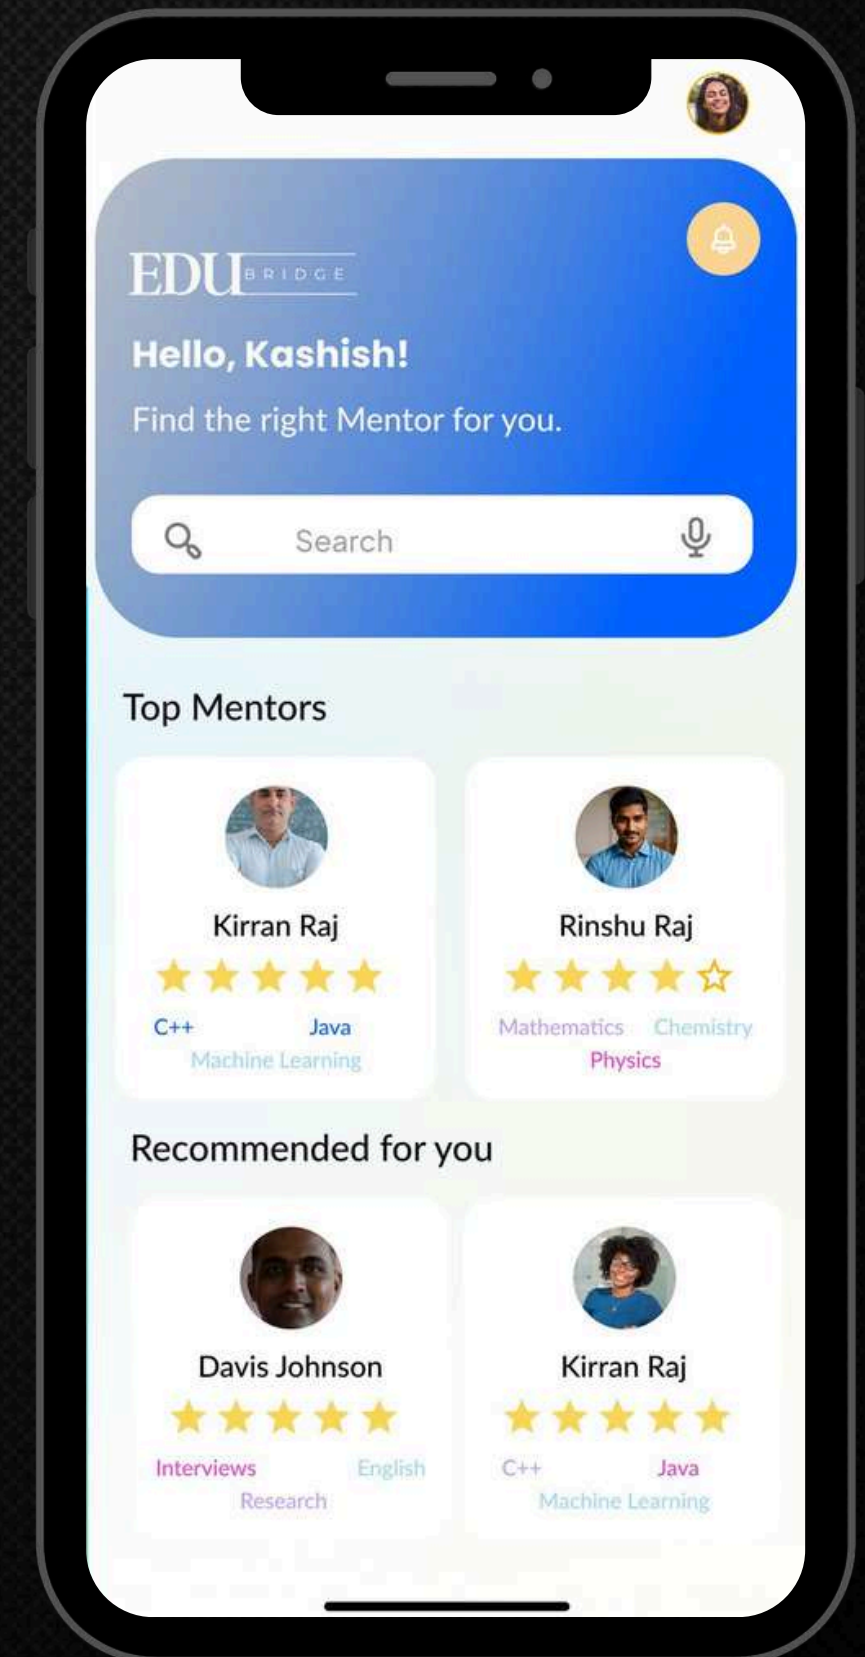 EDU BRIDGE
Hello, Kashish!
Find the right Mentor for you.
Search
Top Mentors
Kirran Raj
C++ Java
Machine Learning
Rinshu Raj
Mathematics Chemistry
Physics
Recommended for you
Davis Johnson
Interviews English
Research
Kirran Raj
C++ Java
Machine Learning